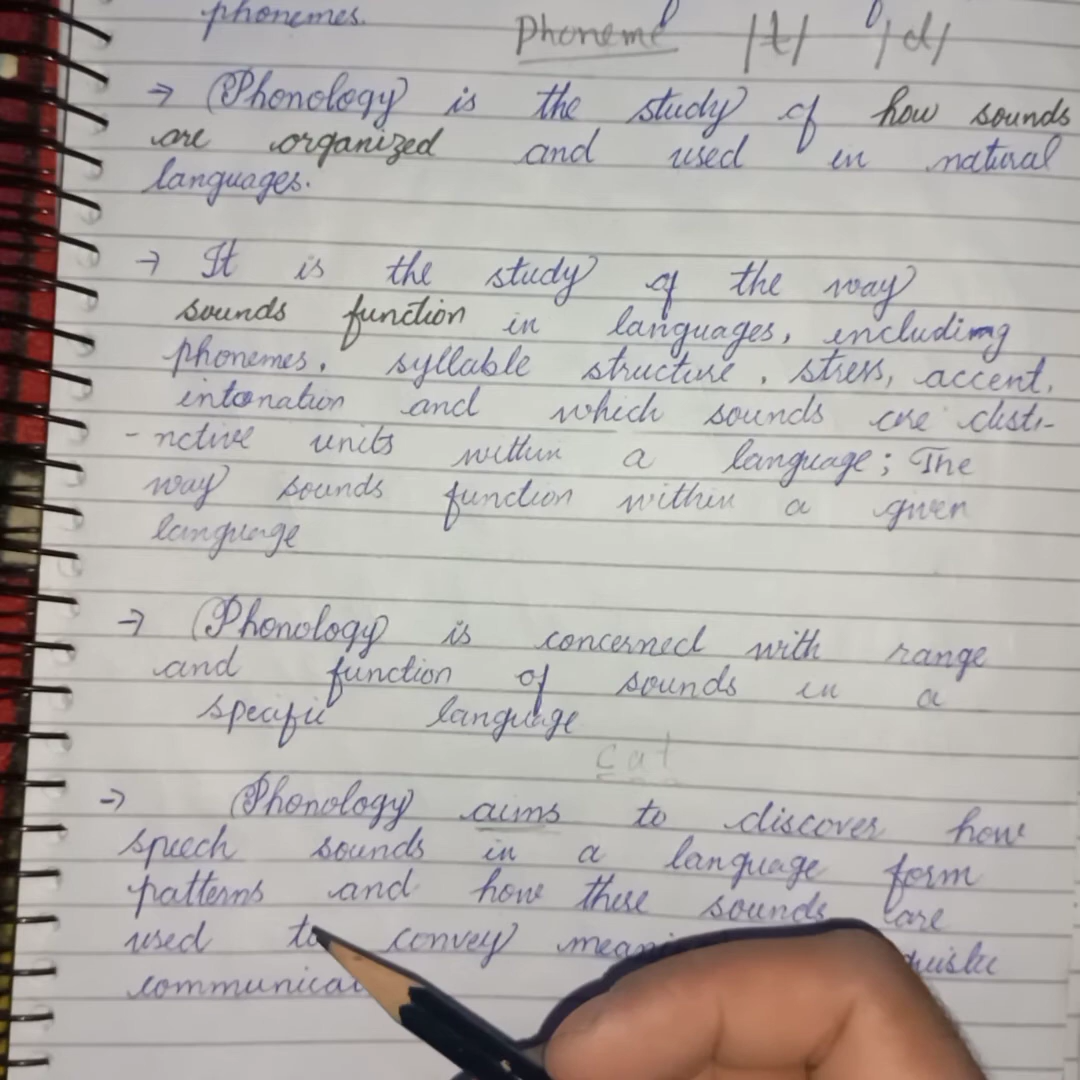 phonemes.
Phoneme /t/ /d/
→ Phonology is the study of how sounds
are organized and used in natural
languages.
→ It is the study of the way
sounds function in languages, including
phonemes, syllable structure, stress, accent,
intonation and which sounds are disti-
-nctive units within a language; The
way sounds function within a given
language
→ Phonology is concerned with range
and function of sounds in a
specific language
cat
→ Phonology aims to discover how
speech sounds in a language form
patterns and how these sounds are
used to convey